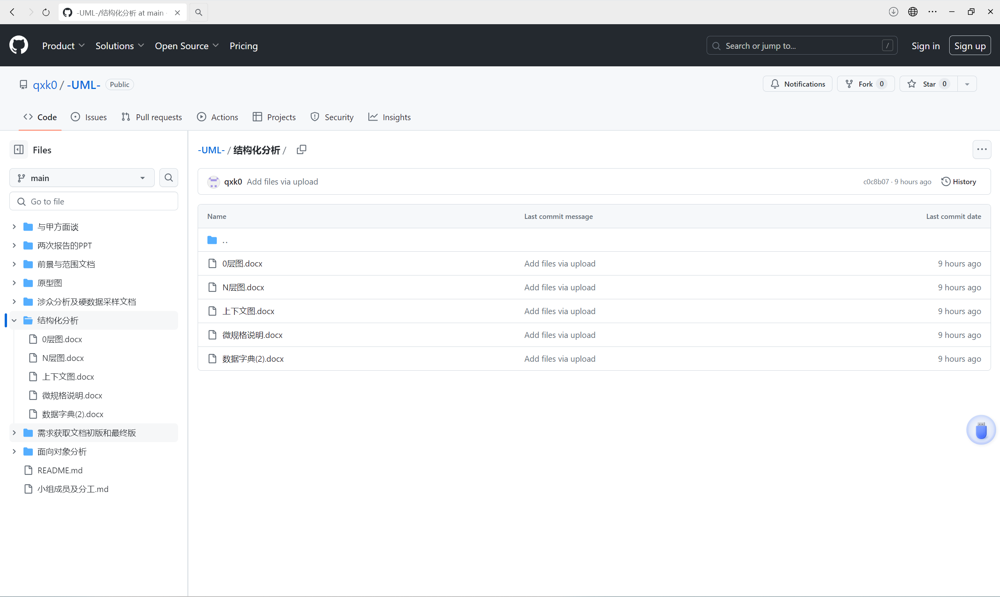 -UML-/结构化分析 at main ·
Product Solutions Open Source Pricing Search or jump to... / Sign in Sign up
qxk0 / -UML- Public Notifications Fork 0 Star 0
Code Issues Pull requests Actions Projects Security Insights
Files
main
Go to file
与甲方面谈
两次报告的PPT
前景与范围文档
原型图
涉众分析及硬数据采样文档
结构化分析
0层图.docx
N层图.docx
上下文图.docx
微规格说明.docx
数据字典(2).docx
需求获取文档初版和最终版
面向对象分析
README.md
小组成员及分工.md
-UML- / 结构化分析 /
qxk0 Add files via upload c0c8b07 · 9 hours ago History
Name Last commit message Last commit date
..
0层图.docx Add files via upload 9 hours ago
N层图.docx Add files via upload 9 hours ago
上下文图.docx Add files via upload 9 hours ago
微规格说明.docx Add files via upload 9 hours ago
数据字典(2).docx Add files via upload 9 hours ago